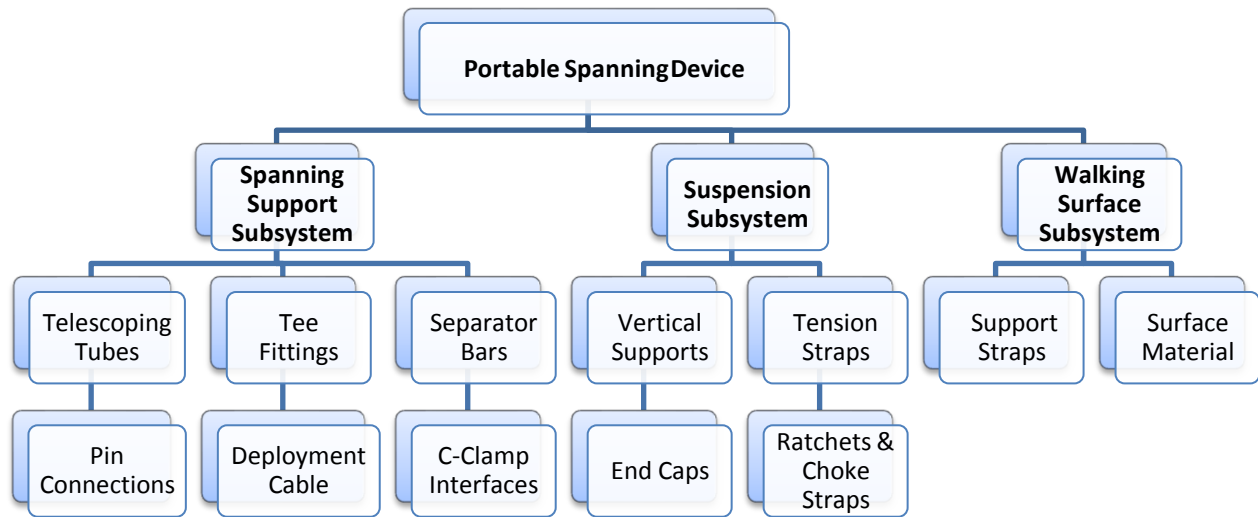 Portable Spanning Device
Spanning
Support
Subsystem
Suspension
Subsystem
Walking
Surface
Subsystem
Telescoping
Tubes
Tee
Fittings
Separator
Bars
Vertical
Supports
Tension
Straps
Support
Straps
Surface
Material
Pin
Connections
Deployment
Cable
C-Clamp
Interfaces
End Caps
Ratchets &
Choke
Straps